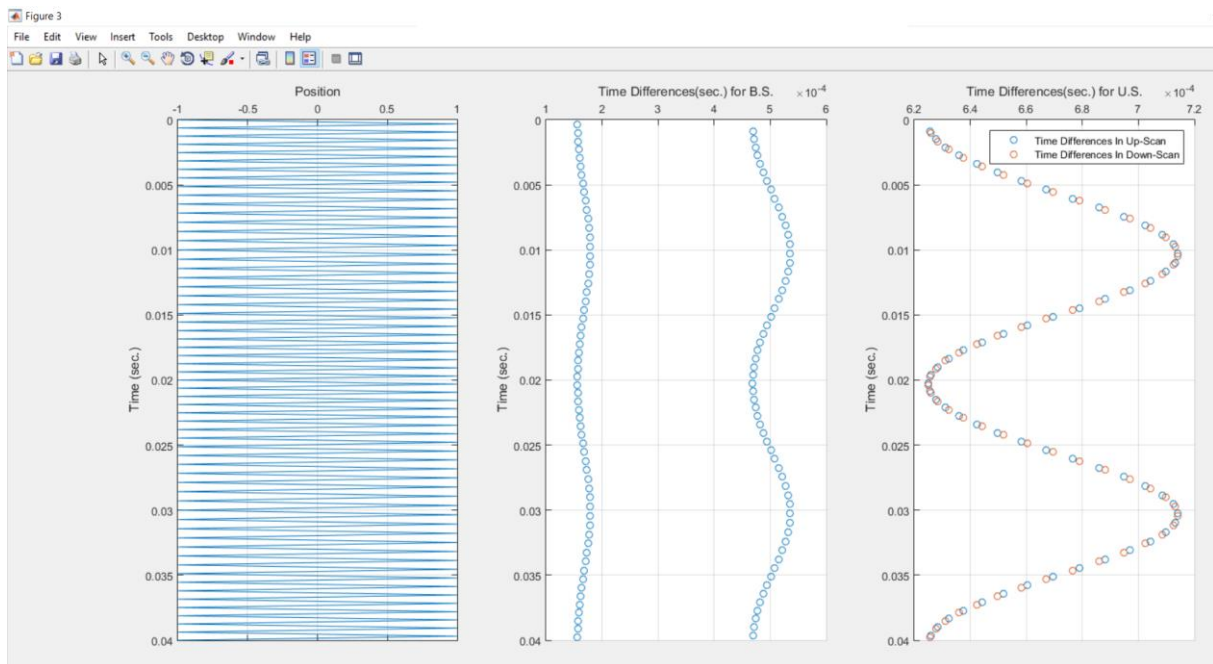 Figure 3
File Edit View Insert Tools Desktop Window Help
Position
-1 -0.5 0 0.5 1
0
0.005
0.01
0.015
0.02
0.025
0.03
0.035
0.04
Time (sec.)
Time Differences(sec.) for B.S. ×10-4
1 2 3 4 5 6
0
0.005
0.01
0.015
0.02
0.025
0.03
0.035
0.04
Time (sec.)
Time Differences(sec.) for U.S. ×10-4
6.2 6.4 6.6 6.8 7 7.2
0
0.005
0.01
0.015
0.02
0.025
0.03
0.035
0.04
Time (sec.)
Time Differences In Up-Scan
Time Differences In Down-Scan